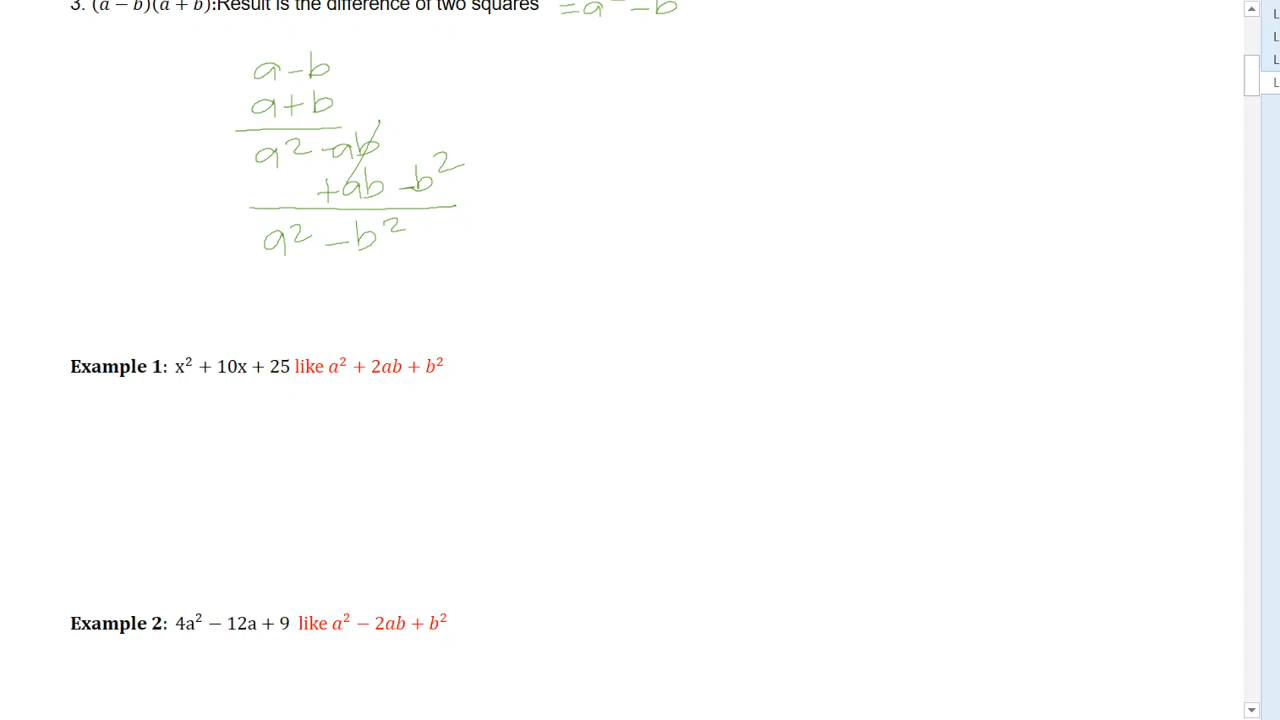 3. (a − b)(a + b):Result is the difference of two squares = a² − b
a − b
a + b
a² − ab
+ ab − b²
a² − b²
Example 1: x² + 10x + 25 like a² + 2ab + b²
Example 2: 4a² − 12a + 9 like a² − 2ab + b²